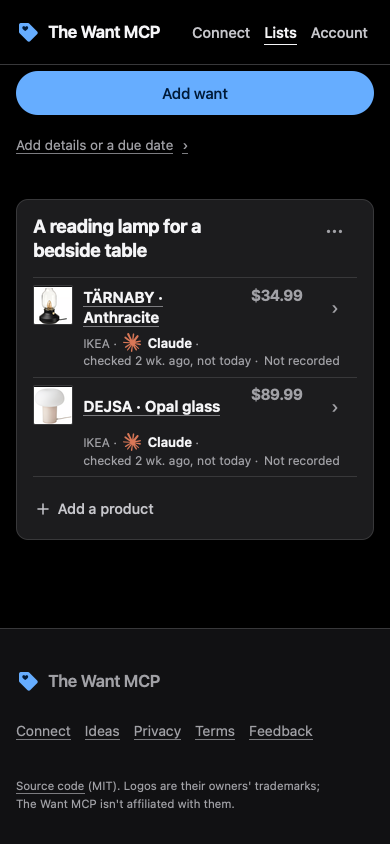 The Want MCP
Connect Lists Account
Add want
Add details or a due date ›
A reading lamp for a
bedside table
...
TÄRNABY ·
Anthracite
$34.99
›
IKEA · Claude ·
checked 2 wk. ago, not today · Not recorded
DEJSA · Opal glass
$89.99
›
IKEA · Claude ·
checked 2 wk. ago, not today · Not recorded
+ Add a product
The Want MCP
Connect Ideas Privacy Terms Feedback
Source code (MIT). Logos are their owners' trademarks;
The Want MCP isn't affiliated with them.